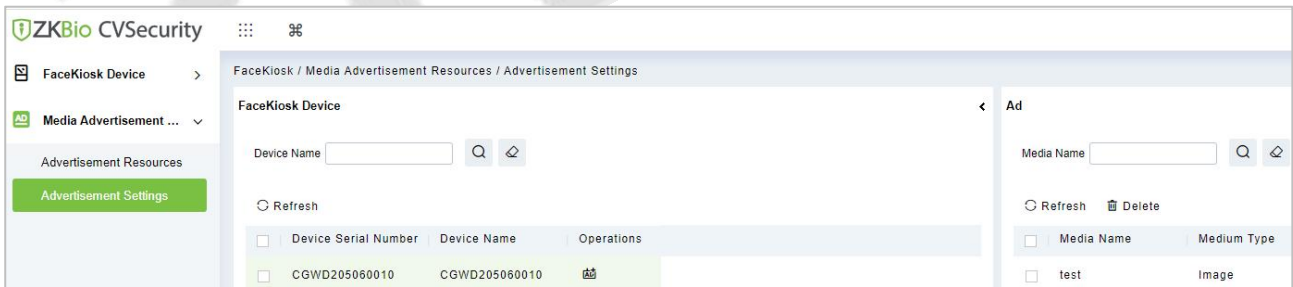 ZKBio CVSecurity
FaceKiosk Device
Media Advertisement ...
Advertisement Resources
Advertisement Settings
FaceKiosk / Media Advertisement Resources / Advertisement Settings
FaceKiosk Device
Device Name
Refresh
Device Serial Number Device Name Operations
CGWD205060010 CGWD205060010 AD
Ad
Media Name
Refresh Delete
Media Name Medium Type
test Image